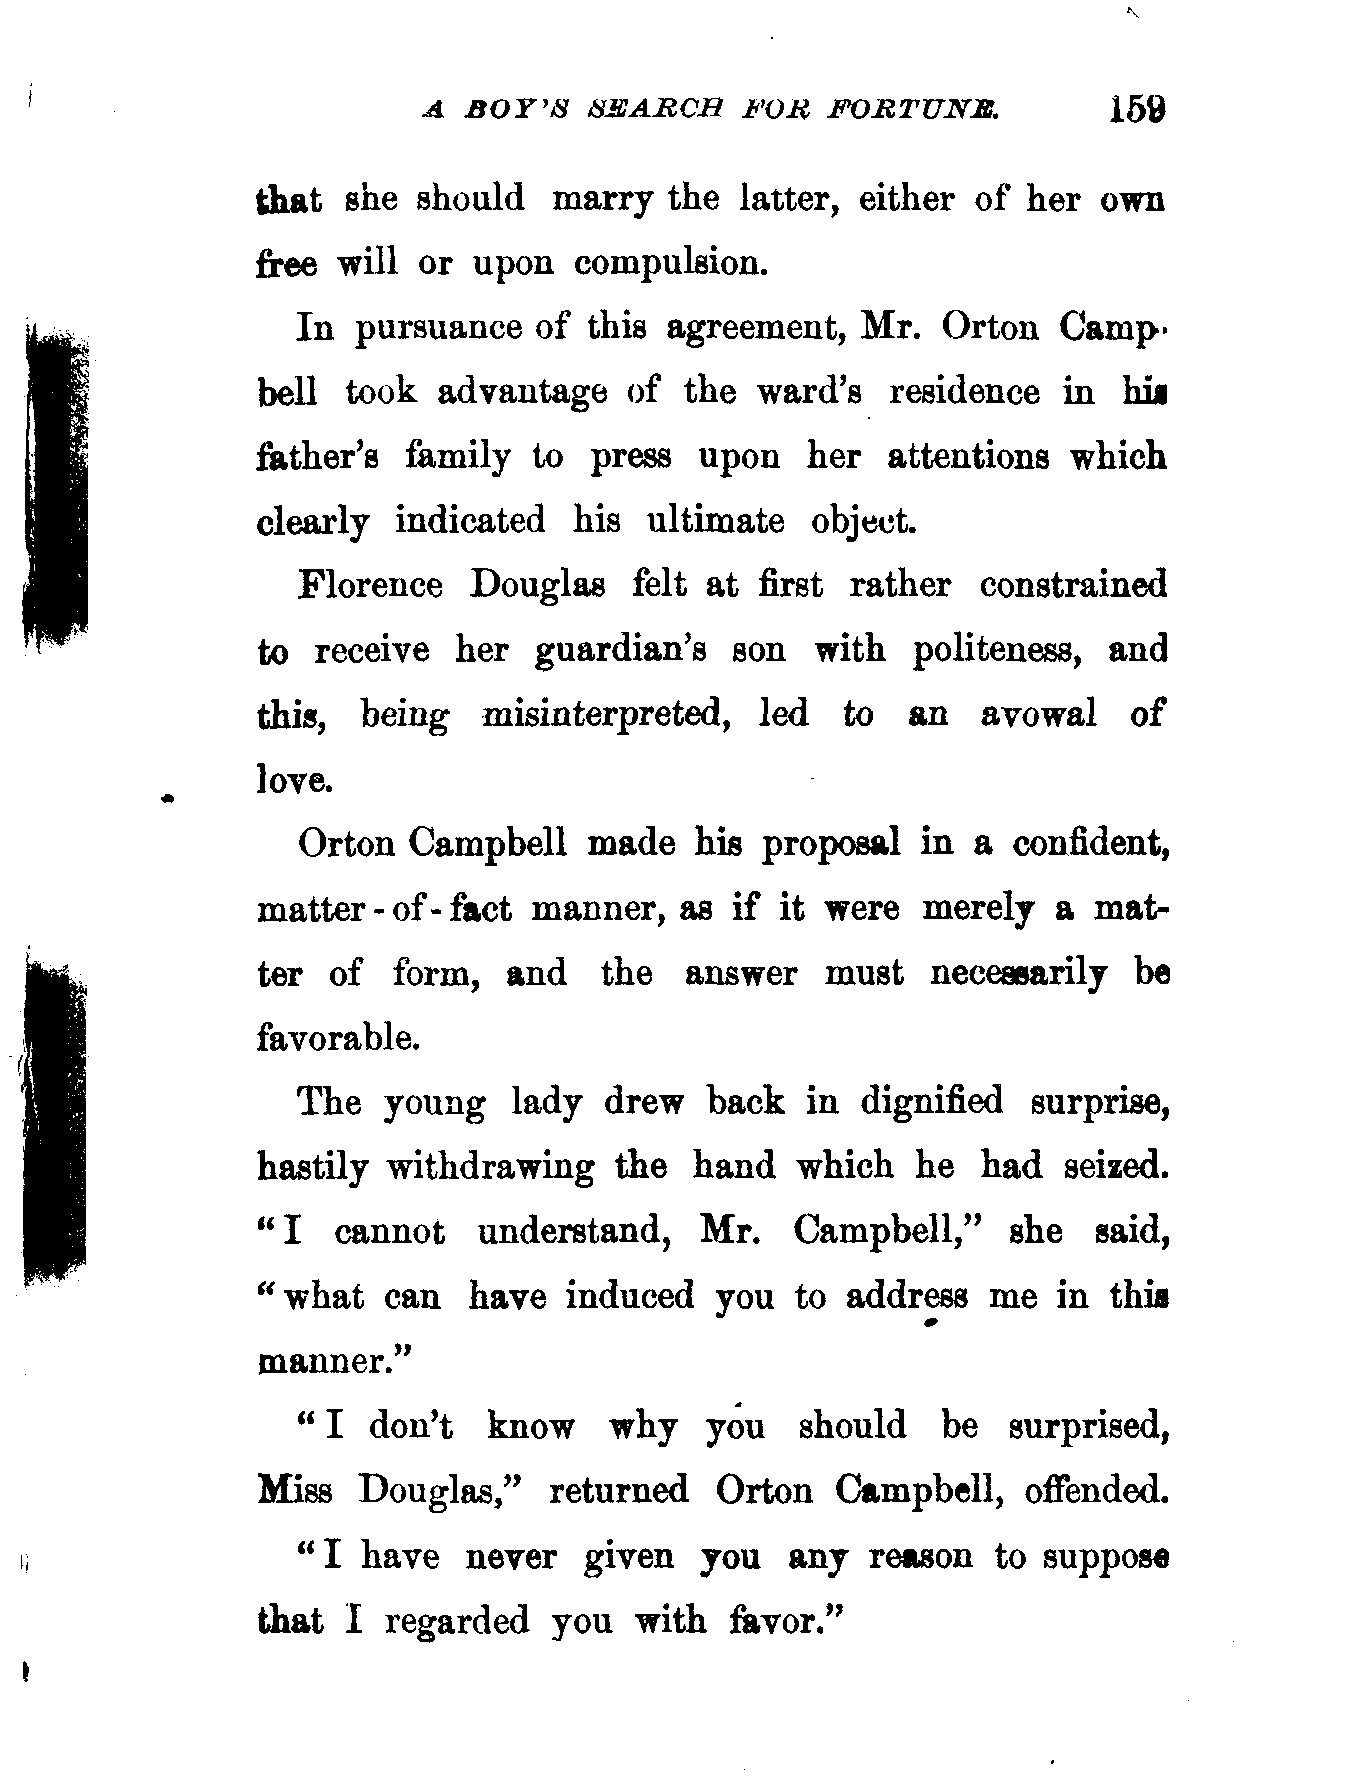 A BOY'S SEARCH FOR FORTUNE. 159
that she should marry the latter, either of her own
free will or upon compulsion.
In pursuance of this agreement, Mr. Orton Camp-
bell took advantage of the ward's residence in his
father's family to press upon her attentions which
clearly indicated his ultimate object.
Florence Douglas felt at first rather constrained
to receive her guardian's son with politeness, and
this, being misinterpreted, led to an avowal of
love.
Orton Campbell made his proposal in a confident,
matter-of-fact manner, as if it were merely a mat-
ter of form, and the answer must necessarily be
favorable.
The young lady drew back in dignified surprise,
hastily withdrawing the hand which he had seized.
"I cannot understand, Mr. Campbell," she said,
"what can have induced you to address me in this
manner."
"I don't know why you should be surprised,
Miss Douglas," returned Orton Campbell, offended.
"I have never given you any reason to suppose
that I regarded you with favor."